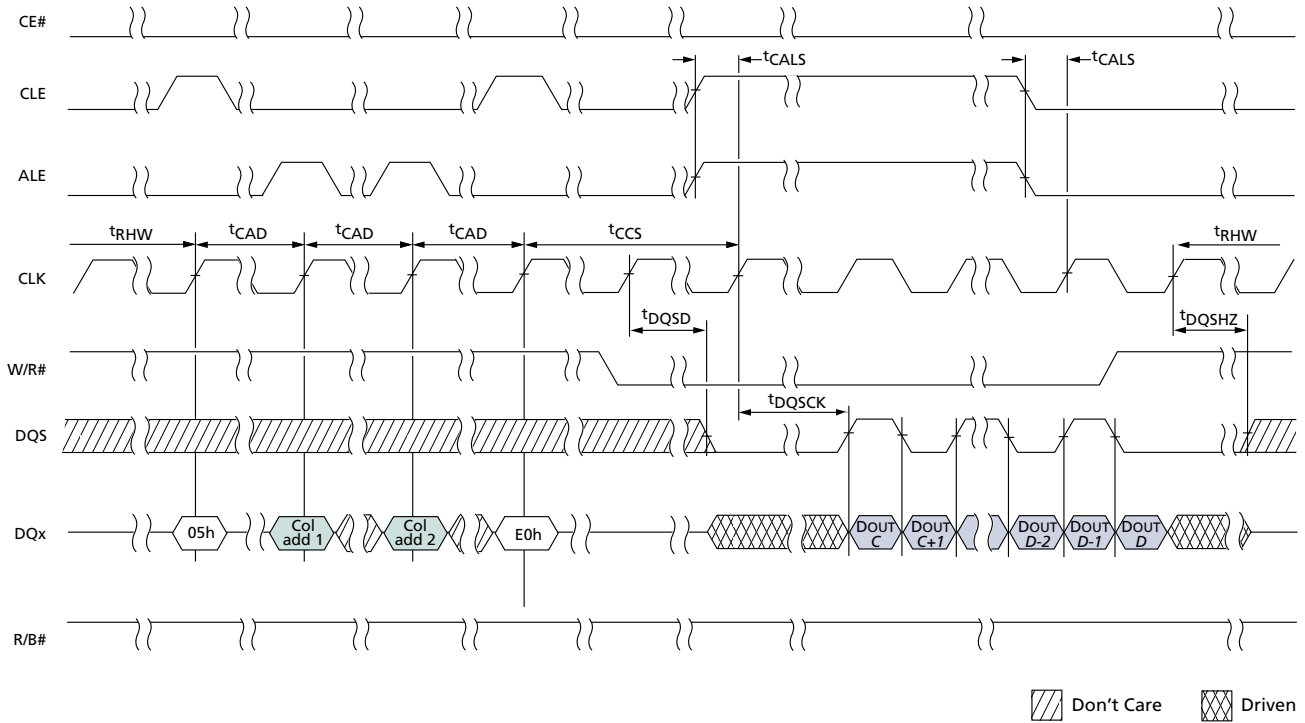 CE#
tCALS tCALS
CLE
ALE
tRHW tCAD tCAD tCAD tCCS tRHW
CLK
tDQSD tDQSHZ
W/R#
tDQSCK
DQS
DQx 05h Col add 1 Col add 2 E0h DOUT C DOUT C+1 DOUT D-2 DOUT D-1 DOUT D
R/B#
Don't Care Driven